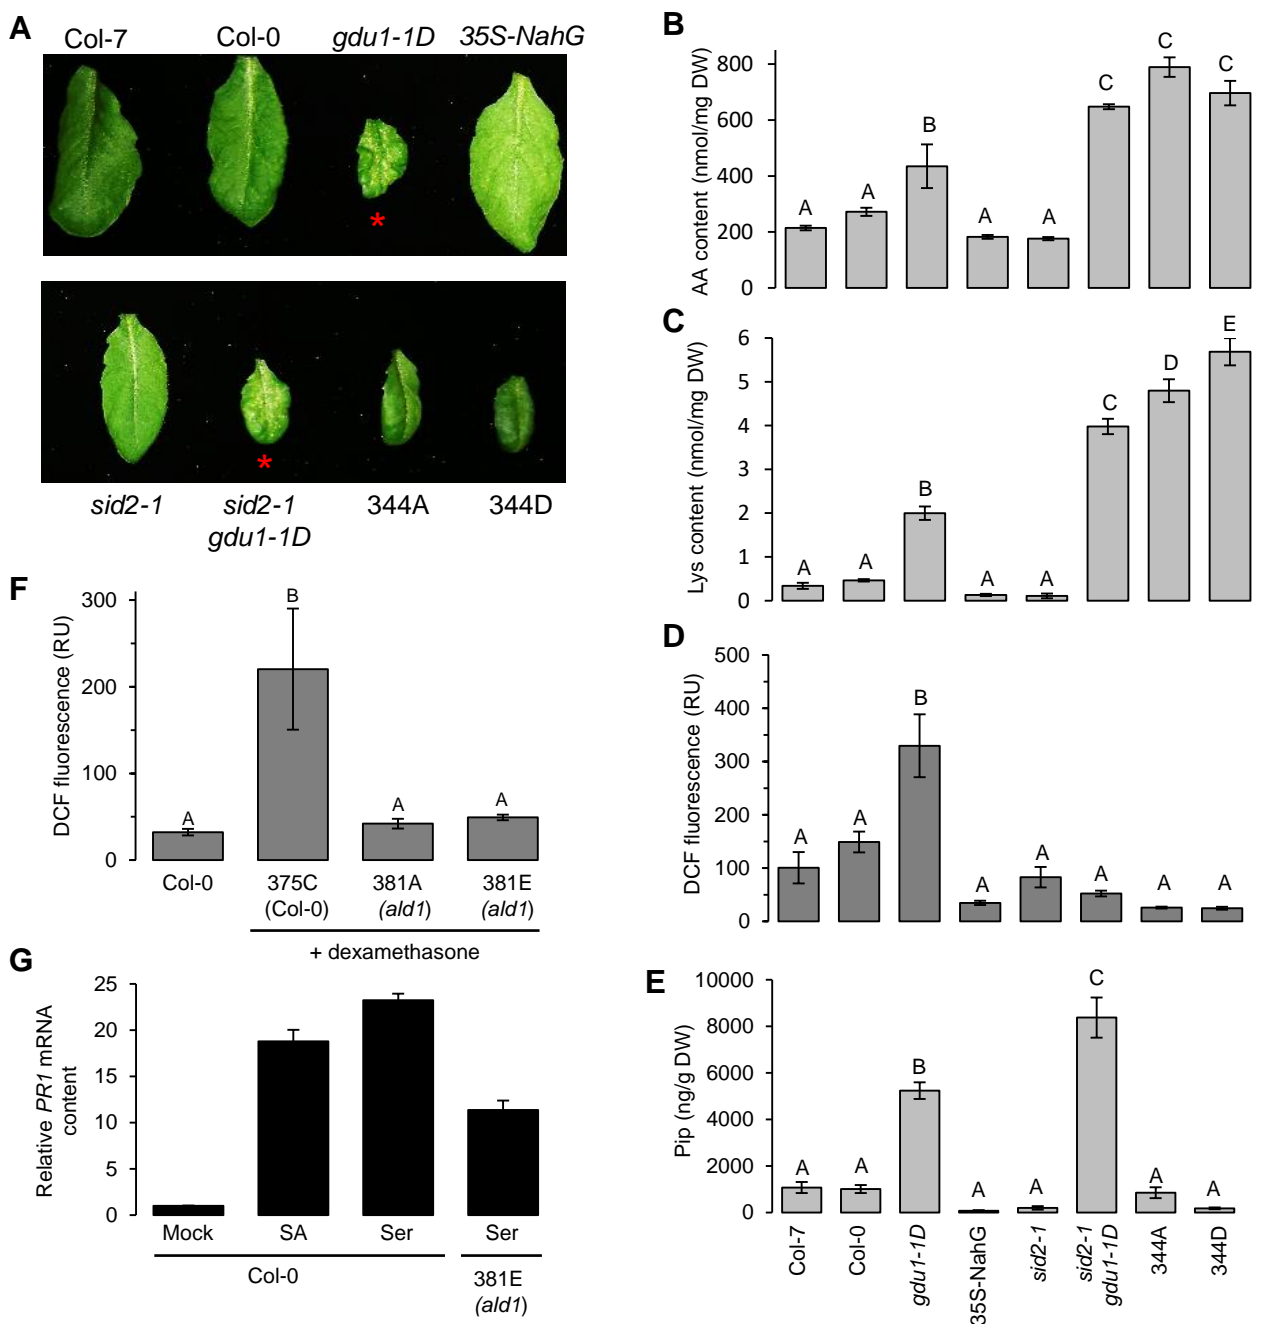 A
Col-7 Col-0 gdu1-1D 35S-NahG
*
*
sid2-1 sid2-1 344A 344D
gdu1-1D
B
AA content (nmol/mg DW)
800
600
400
200
0
A A B A A C C C
C
Lys content (nmol/mg DW)
6
5
4
3
2
1
0
A A B A A C D E
D
DCF fluorescence (RU)
500
400
300
200
100
0
A A B A A A A A
E
Pip (ng/g DW)
10000
8000
6000
4000
2000
0
A A B A A C A A
Col-7
Col-0
gdu1-1D
35S-NahG
sid2-1
sid2-1
gdu1-1D
344A
344D
F
DCF fluorescence (RU)
300
200
100
0
A B A A
Col-0 375C 381A 381E
(Col-0) (ald1) (ald1)
+ dexamethasone
G
Relative PR1 mRNA
content
25
20
15
10
5
0
Mock SA Ser Ser
Col-0 381E
(ald1)